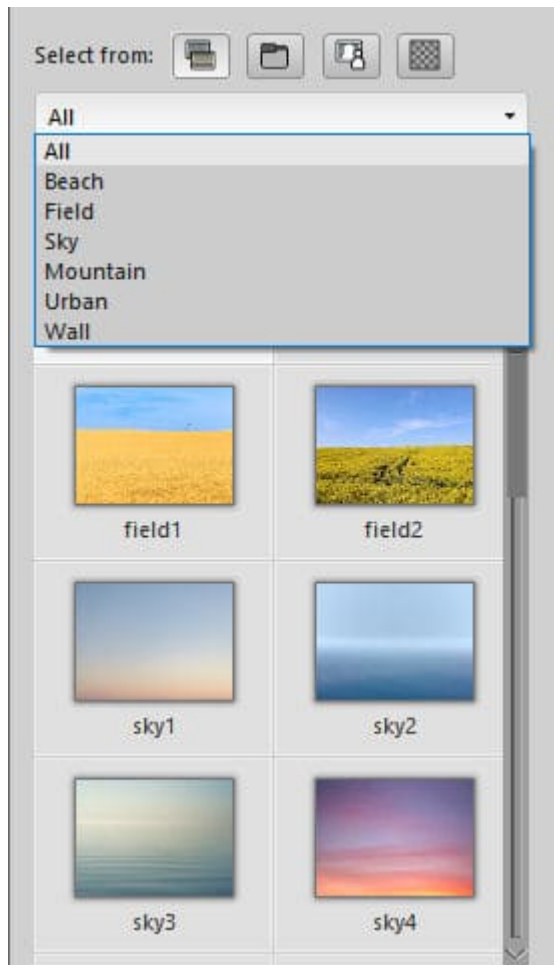 Select from:
All
All
Beach
Field
Sky
Mountain
Urban
Wall
field1 field2
sky1 sky2
sky3 sky4